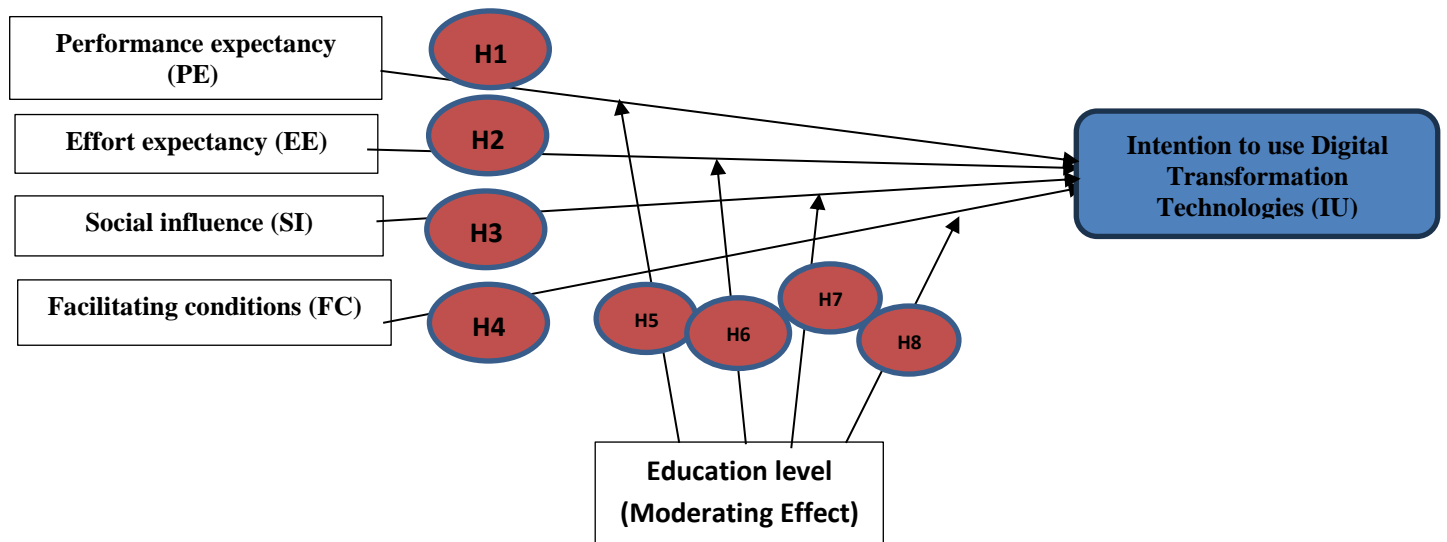 Performance expectancy
(PE)
H1
Effort expectancy (EE)
H2
Social influence (SI)
H3
Facilitating conditions (FC)
H4
Intention to use Digital
Transformation
Technologies (IU)
H5
H6
H7
H8
Education level
(Moderating Effect)